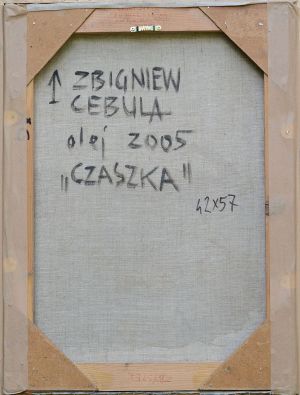 ↑ ZBIGNIEW
CEBULA
olej 2005
„CZASZKA"
42x57